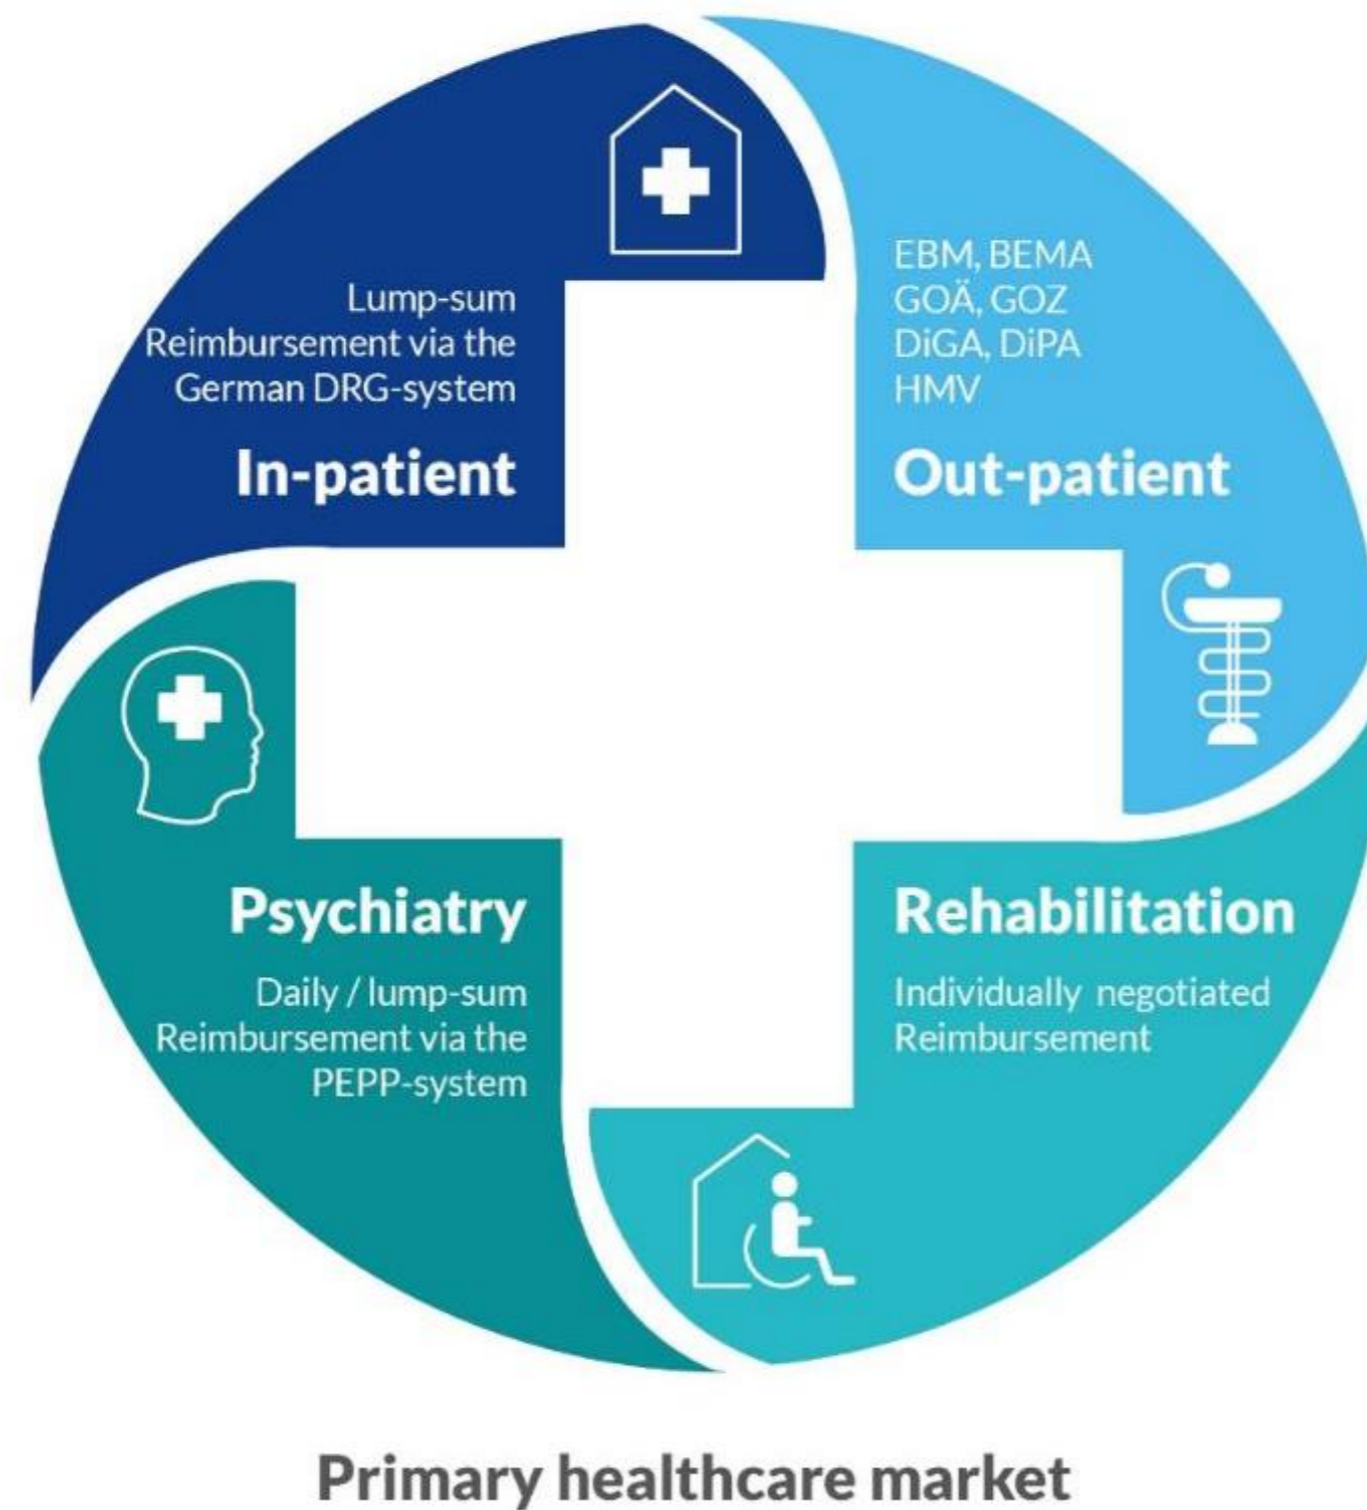 Lump-sum
Reimbursement via the
German DRG-system
In-patient
EBM, BEMA
GOÄ, GOZ
DiGA, DiPA
HMV
Out-patient
Psychiatry
Daily / lump-sum
Reimbursement via the
PEPP-system
Rehabilitation
Individually negotiated
Reimbursement
Primary healthcare market